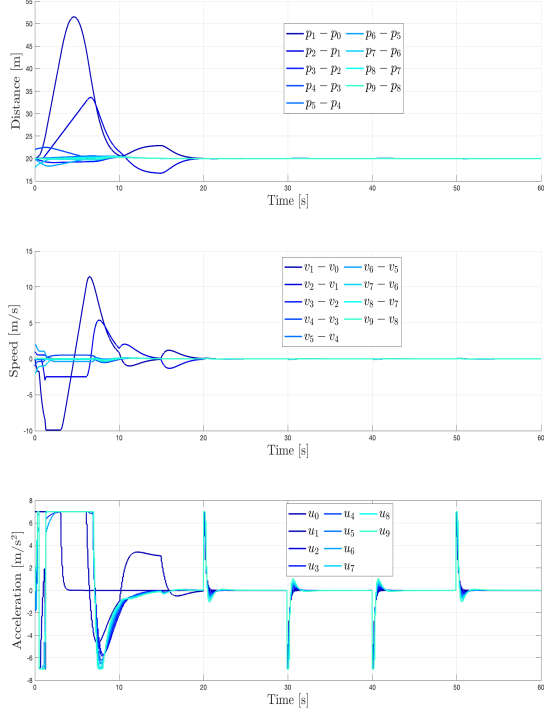 55
50
45
40
35
30
25
20
15
Distance [m]
p₁ − p₀ p₆ − p₅
p₂ − p₁ p₇ − p₆
p₃ − p₂ p₈ − p₇
p₄ − p₃ p₉ − p₈
p₅ − p₄
0 10 20 30 40 50 60
Time [s]
15
10
5
0
-5
-10
Speed [m/s]
v₁ − v₀ v₆ − v₅
v₂ − v₁ v₇ − v₆
v₃ − v₂ v₈ − v₇
v₄ − v₃ v₉ − v₈
v₅ − v₄
0 10 20 30 40 50 60
Time [s]
8
6
4
2
0
-2
-4
-6
-8
Acceleration [m/s²]
u₀ u₄ u₈
u₁ u₅ u₉
u₂ u₆
u₃ u₇
0 10 20 30 40 50 60
Time [s]